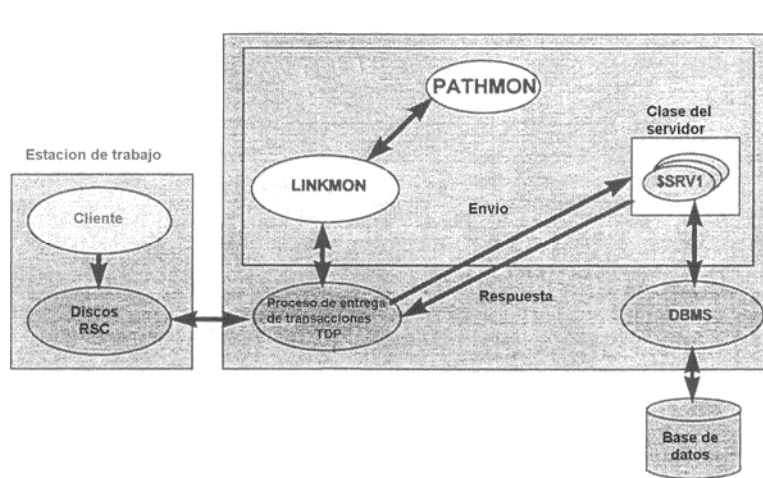 PATHMON
Clase del
servidor
Estacion de trabajo
LINKMON
$SRV1
Cliente
Envio
Discos
RSC
Proceso de entrega
de transacciones
TDP
Respuesta
DBMS
Base de
datos